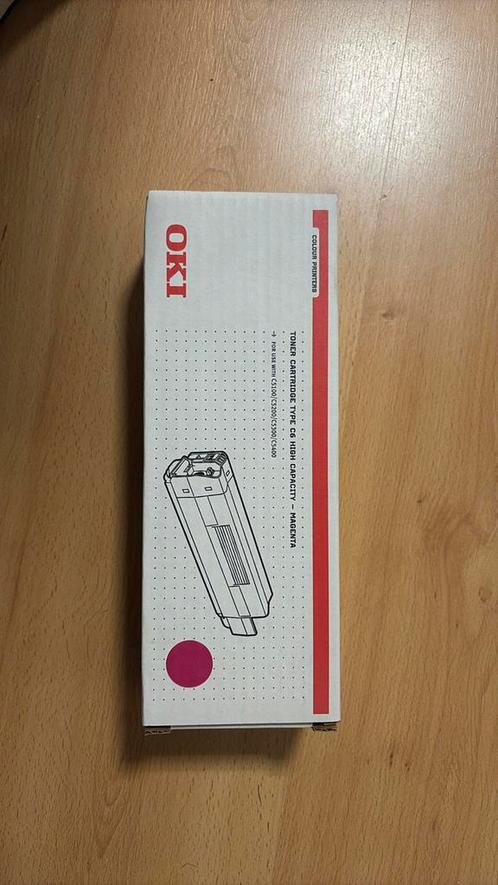 COLOUR PRINTERS
TONER CARTRIDGE TYPE C6 HIGH CAPACITY – MAGENTA
→ FOR USE WITH C5100/C5200/C5300/C5400
OKI